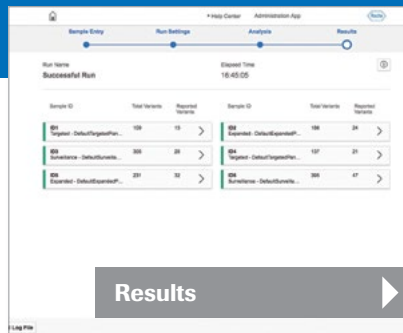 Help Center Administration App Roche
Sample Entry Run Settings Analysis Results
Run Name Elapsed Time
Successful Run 16:45:05
Sample ID Total Variants Reported Variants Sample ID Total Variants Reported Variants
ID1 109 13 ID2 198 24
Targeted - DefaultTargetedPan... Expanded - DefaultExpandedP...
ID3 305 28 ID4 107 21
Surveillance - DefaultSurveilla... Targeted - DefaultTargetedPan...
ID5 251 32 ID6 47
Expanded - DefaultExpandedP... Surveillance - DefaultSurveilla...
Results
Log File